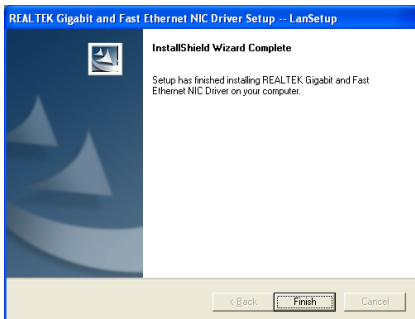 REALTEK Gigabit and Fast Ethernet NIC Driver Setup -- LanSetup
InstallShield Wizard Complete
Setup has finished installing REALTEK Gigabit and Fast
Ethernet NIC Driver on your computer.
< Back
Finish
Cancel